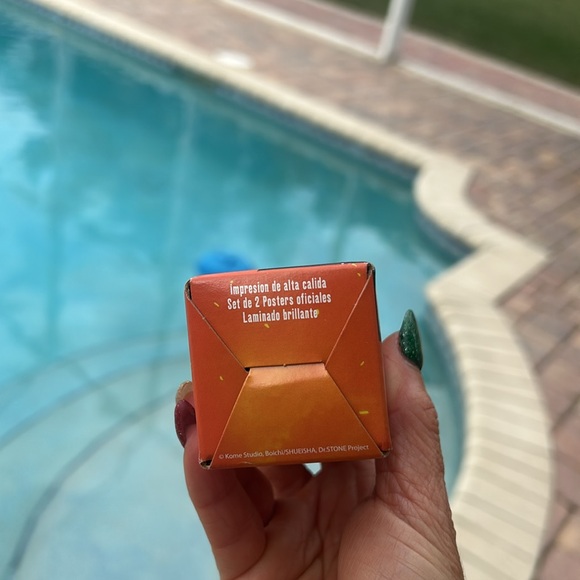 Impresion de alta calida
Set de 2 Posters oficiales
Laminado brillante
© Kome Studio, Boichi/SHUEISHA, Dr.STONE Project